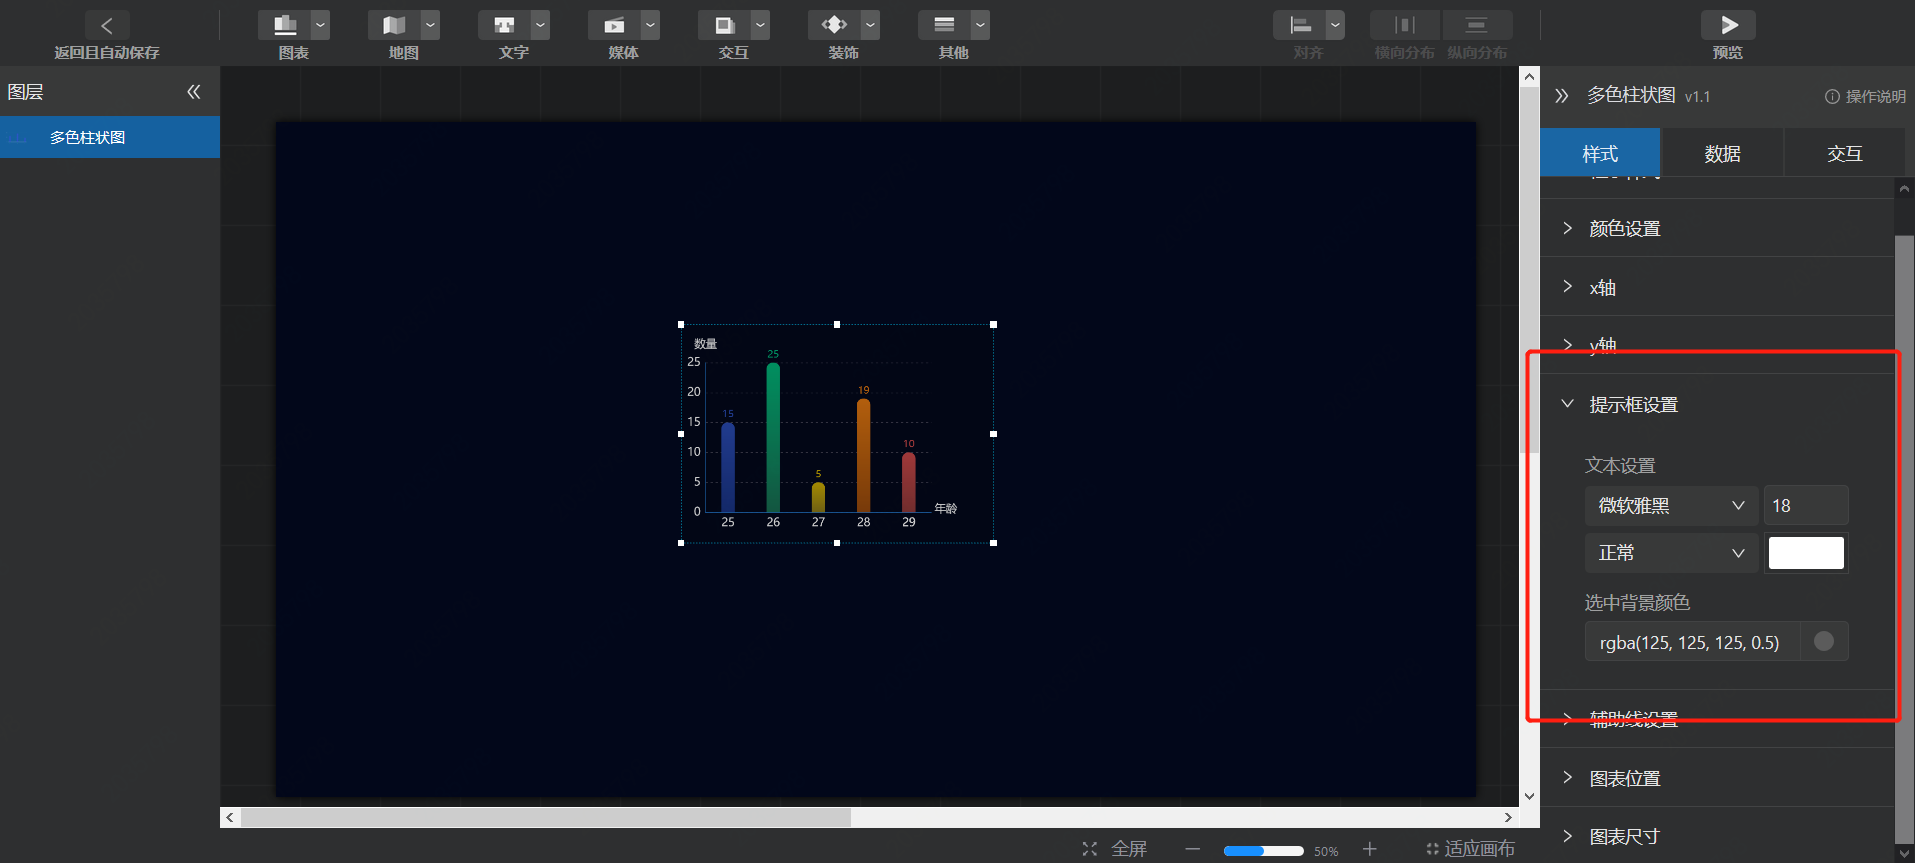 返回且自动保存
图表
地图
文字
媒体
交互
装饰
其他
对齐
横向分布
纵向分布
预览
图层
多色柱状图
多色柱状图 v1.1
操作说明
样式
数据
交互
颜色设置
x轴
y轴
提示框设置
文本设置
微软雅黑
18
正常
选中背景颜色
rgba(125, 125, 125, 0.5)
辅助线设置
图表位置
图表尺寸
数量
25
20
15
10
5
0
15
25
5
19
10
25
26
27
28
29
年龄
全屏
50%
适应画布